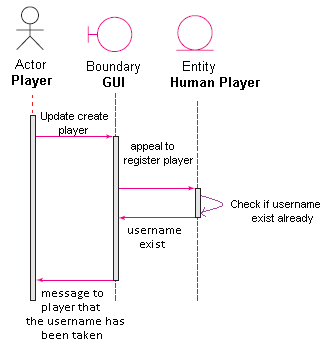 Actor
Player
Boundary
GUI
Entity
Human Player
Update create
player
appeal to
register player
Check if username
exist already
username
exist
message to
player that
the username has
been taken